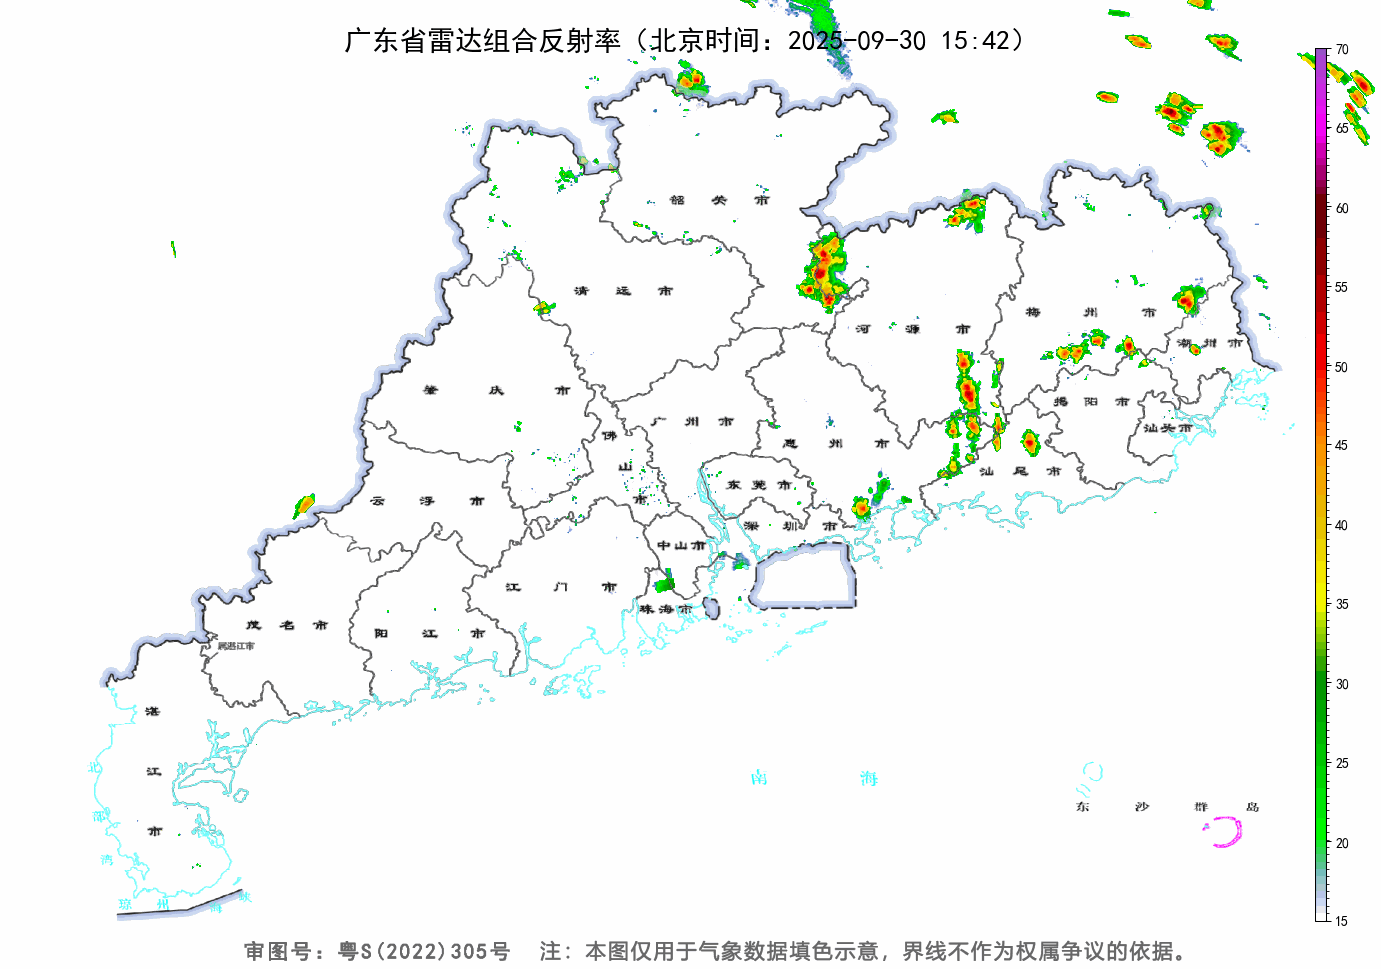 广东省雷达组合反射率（北京时间：2025-09-30 15:42）
70
65
60
55
50
45
40
35
30
25
20
15
韶关市
清远市
河源市
梅州市
潮州市
肇庆市
广州市
惠州市
揭阳市
汕头市
佛山市
云浮市
东莞市
汕尾市
深圳市
中山市
江门市
珠海市
茂名市
阳江市
属湛江市
湛江市
北部湾
琼州海峡
南海
东沙群岛
审图号：粤S(2022)305号 注：本图仅用于气象数据填色示意，界线不作为权属争议的依据。